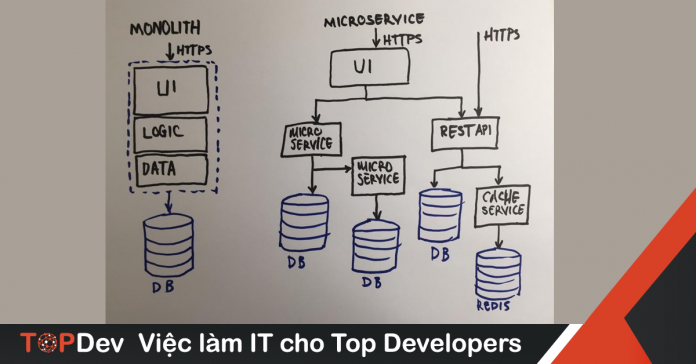 MONOLITH
HTTPS
UI
LOGIC
DATA
DB
MICROSERVICE
HTTPS
UI
HTTPS
MICRO
SERVICE
MICRO
SERVICE
REST API
CACHE
SERVICE
DB
DB
DB
REDIS
TOPDev Việc làm IT cho Top Developers